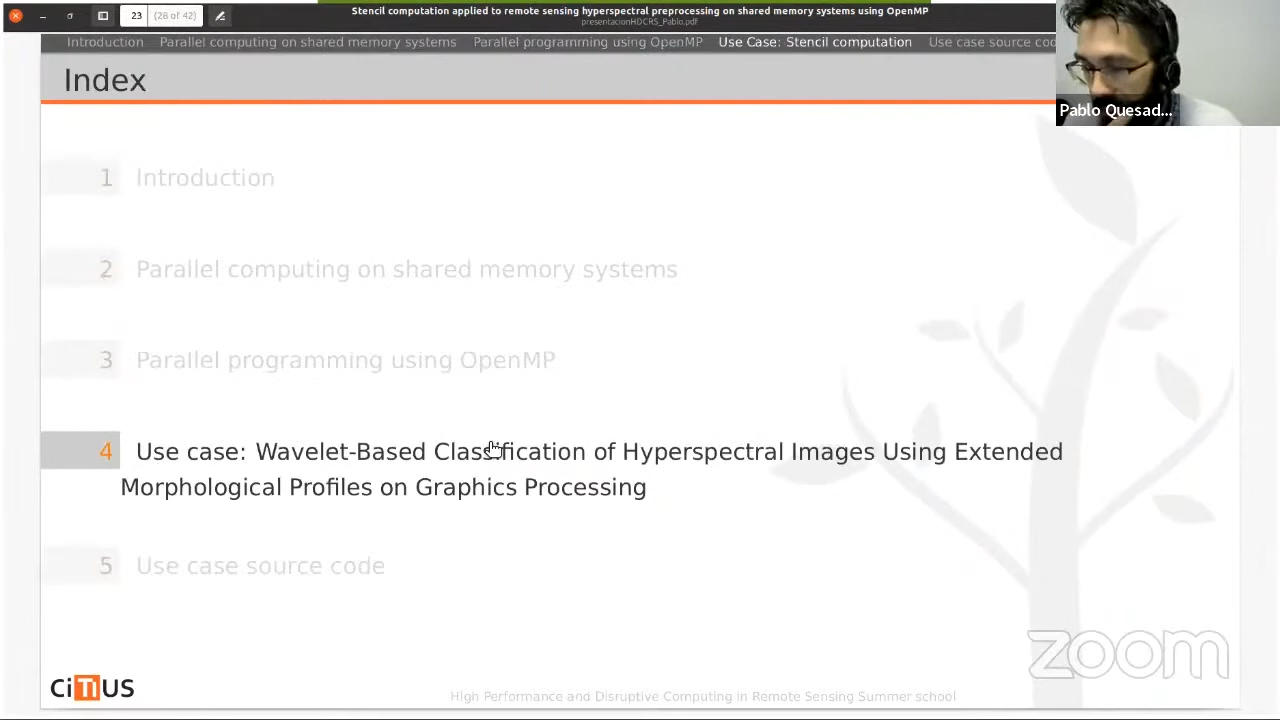 23 (26 of 42)
Stencil computation applied to remote sensing hyperspectral preprocessing on shared memory systems using OpenMP
presentacionHDCRS_Pablo.pdf
Introduction Parallel computing on shared memory systems Parallel programming using OpenMP Use Case: Stencil computation Use case source cod
Index
Pablo Quesad...
1 Introduction
2 Parallel computing on shared memory systems
3 Parallel programming using OpenMP
4 Use case: Wavelet-Based Classification of Hyperspectral Images Using Extended
Morphological Profiles on Graphics Processing
5 Use case source code
zoom
CiTIUS
High Performance and Disruptive Computing in Remote Sensing Summer school